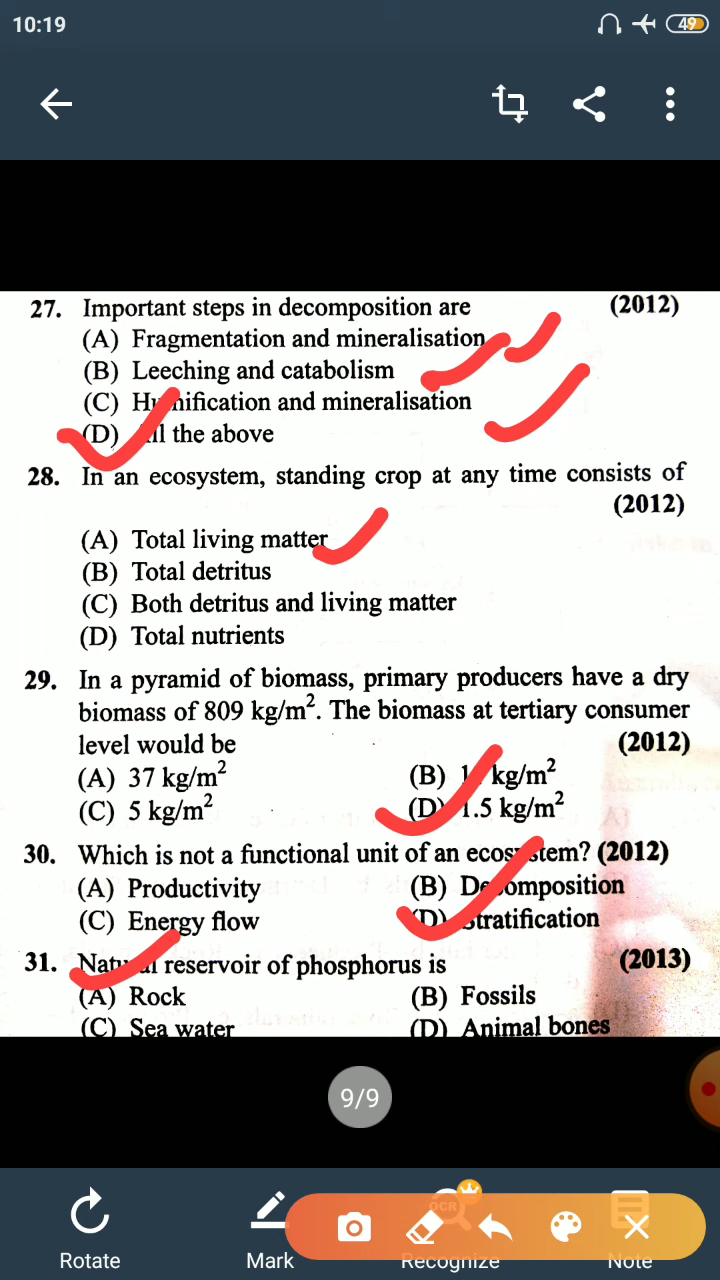 10:19
49
27. Important steps in decomposition are (2012)
(A) Fragmentation and mineralisation
(B) Leeching and catabolism
(C) and mineralisation
(D) the above
28. In an ecosystem, standing crop at any time consists of
(2012)
(A) Total living matter
(B) Total detritus
(C) Both detritus and living matter
(D) Total nutrients
29. In a pyramid of biomass, primary producers have a dry
biomass of 809 kg/m². The biomass at tertiary consumer
level would be (2012)
(A) 37 kg/m² (B) kg/m²
(C) 5 kg/m² (D) 1.5 kg/m²
30. Which is not a functional unit of an ecosystem? (2012)
(A) Productivity (B) Decomposition
(C) Energy flow (D) Stratification
31. Natural reservoir of phosphorus is (2013)
(A) Rock (B) Fossils
(C) Sea water (D) Animal bones
9/9
OCR
Rotate Mark Recognize Note